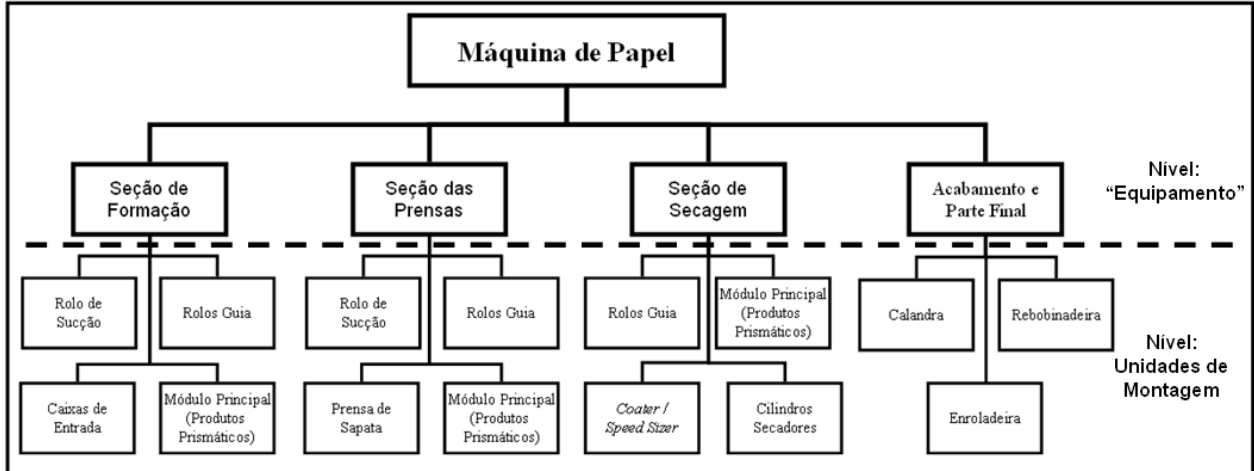 Máquina de Papel
Seção de
Formação
Seção das
Prensas
Seção de
Secagem
Acabamento e
Parte Final
Nível:
“Equipamento”
Rolo de
Sucção
Rolos Guia
Rolo de
Sucção
Rolos Guia
Rolos Guia
Módulo Principal
(Produtos
Prismáticos)
Calandra
Rebobinadeira
Nível:
Unidades de
Montagem
Caixas de
Entrada
Módulo Principal
(Produtos
Prismáticos)
Prensa de
Sapata
Módulo Principal
(Produtos
Prismáticos)
Coater /
Speed Sizer
Cilindros
Secadores
Enroladeira